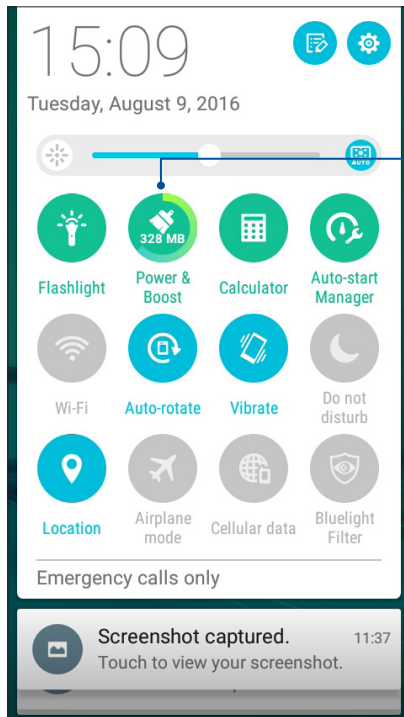 15:09
Tuesday, August 9, 2016
AUTO
328 MB
Flashlight
Power &
Boost
Calculator
Auto-start
Manager
Wi-Fi
Auto-rotate
Vibrate
Do not
disturb
Location
Airplane
mode
Cellular data
Bluelight
Filter
Emergency calls only
Screenshot captured.
11:37
Touch to view your screenshot.